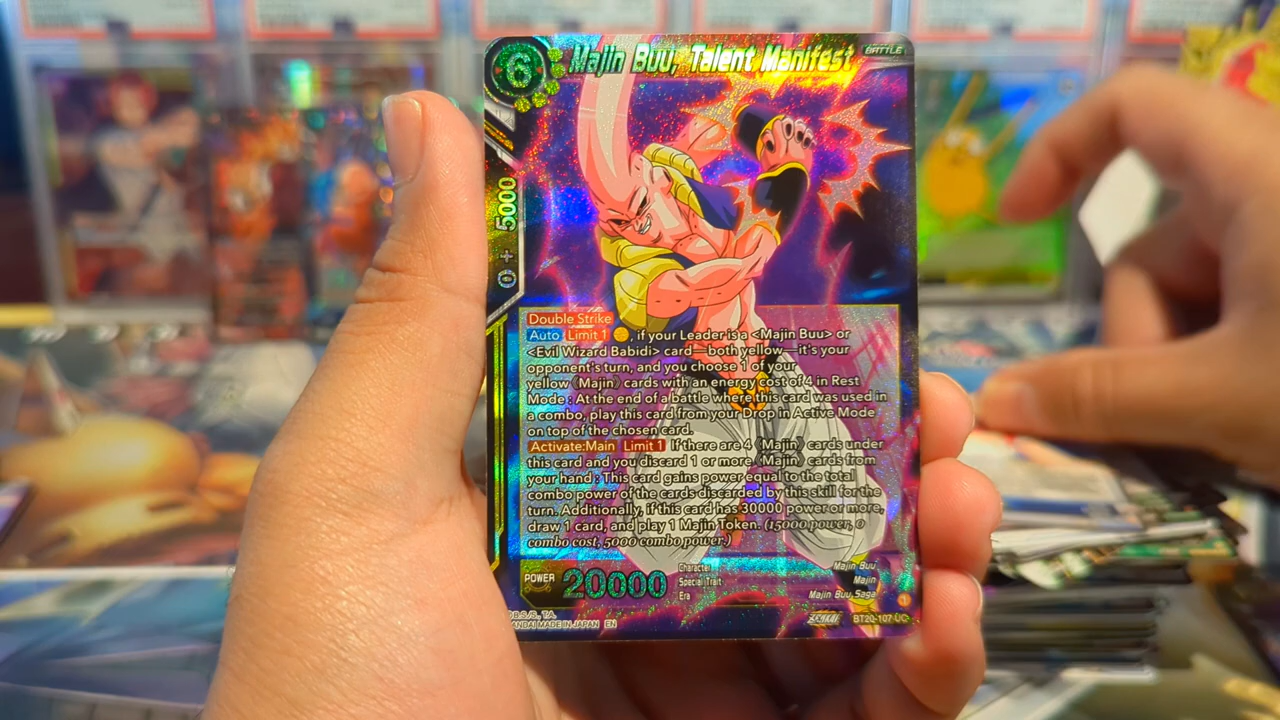 6
Majin Buu, Talent Manifest
BATTLE
0 + 5000
Double Strike
Auto Limit 1 , if your Leader is a <Majin Buu> or
<Evil Wizard Babidi> card—both yellow—it's your
opponent's turn, and you choose 1 of your
yellow 《Majin》 cards with an energy cost of 4 in Rest
Mode : At the end of a battle where this card was used in
a combo, play this card from your Drop in Active Mode
on top of the chosen card.
Activate:Main Limit 1 If there are 4 《Majin》 cards under
this card and you discard 1 or more 《Majin》 cards from
your hand : This card gains power equal to the total
combo power of the cards discarded by this skill for the
turn. Additionally, if this card has 30000 power or more,
draw 1 card, and play 1 Majin Token. (15000 power, 0
combo cost, 5000 combo power.)
POWER 20000
Character Majin Buu
Special Trait Majin
Era Majin Buu Saga
B.S./S., T.A.
BANDAI MADE IN JAPAN EN
BT20-107 UC